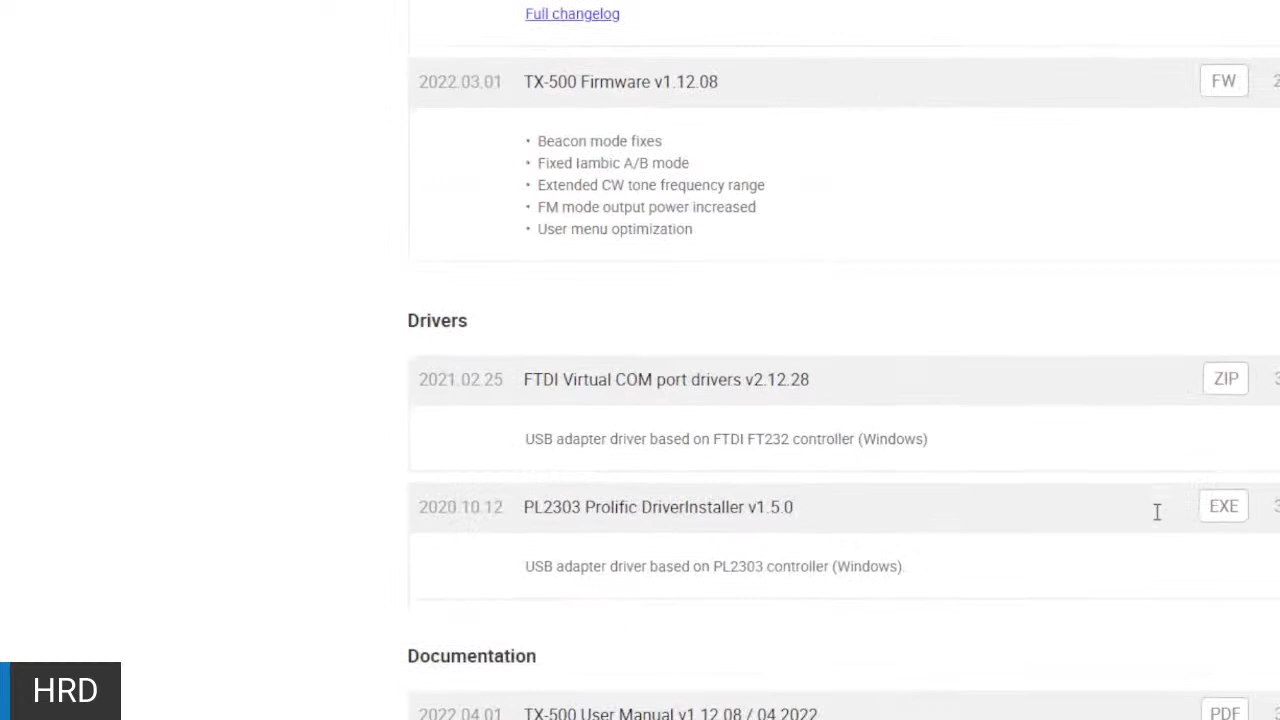 Full changelog
2022.03.01 TX-500 Firmware v1.12.08 FW
• Beacon mode fixes
• Fixed Iambic A/B mode
• Extended CW tone frequency range
• FM mode output power increased
• User menu optimization
Drivers
2021.02.25 FTDI Virtual COM port drivers v2.12.28 ZIP
USB adapter driver based on FTDI FT232 controller (Windows)
2020.10.12 PL2303 Prolific DriverInstaller v1.5.0 EXE
USB adapter driver based on PL2303 controller (Windows).
Documentation
HRD
2022.04.01 TX-500 User Manual v1.12.08 / 04.2022 PDF